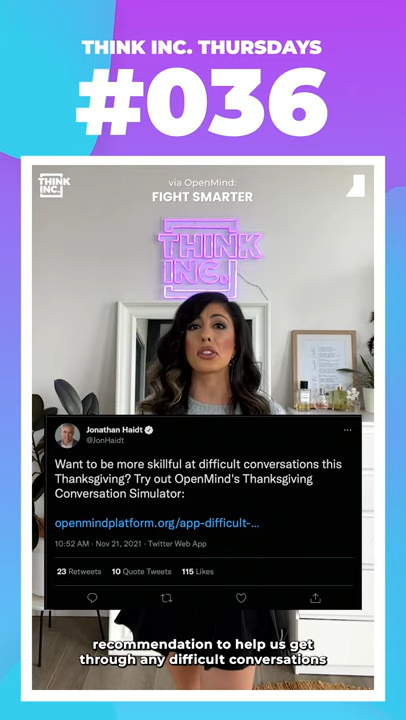 THINK INC. THURSDAYS
#036
THINK
INC.
via OpenMind:
FIGHT SMARTER
THINK
INC.
Jonathan Haidt
@JonHaidt
Want to be more skillful at difficult conversations this
Thanksgiving? Try out OpenMind's Thanksgiving
Conversation Simulator:
openmindplatform.org/app-difficult-...
10:52 AM · Nov 21, 2021 · Twitter Web App
23 Retweets 10 Quote Tweets 115 Likes
recommendation to help us get
through any difficult conversations